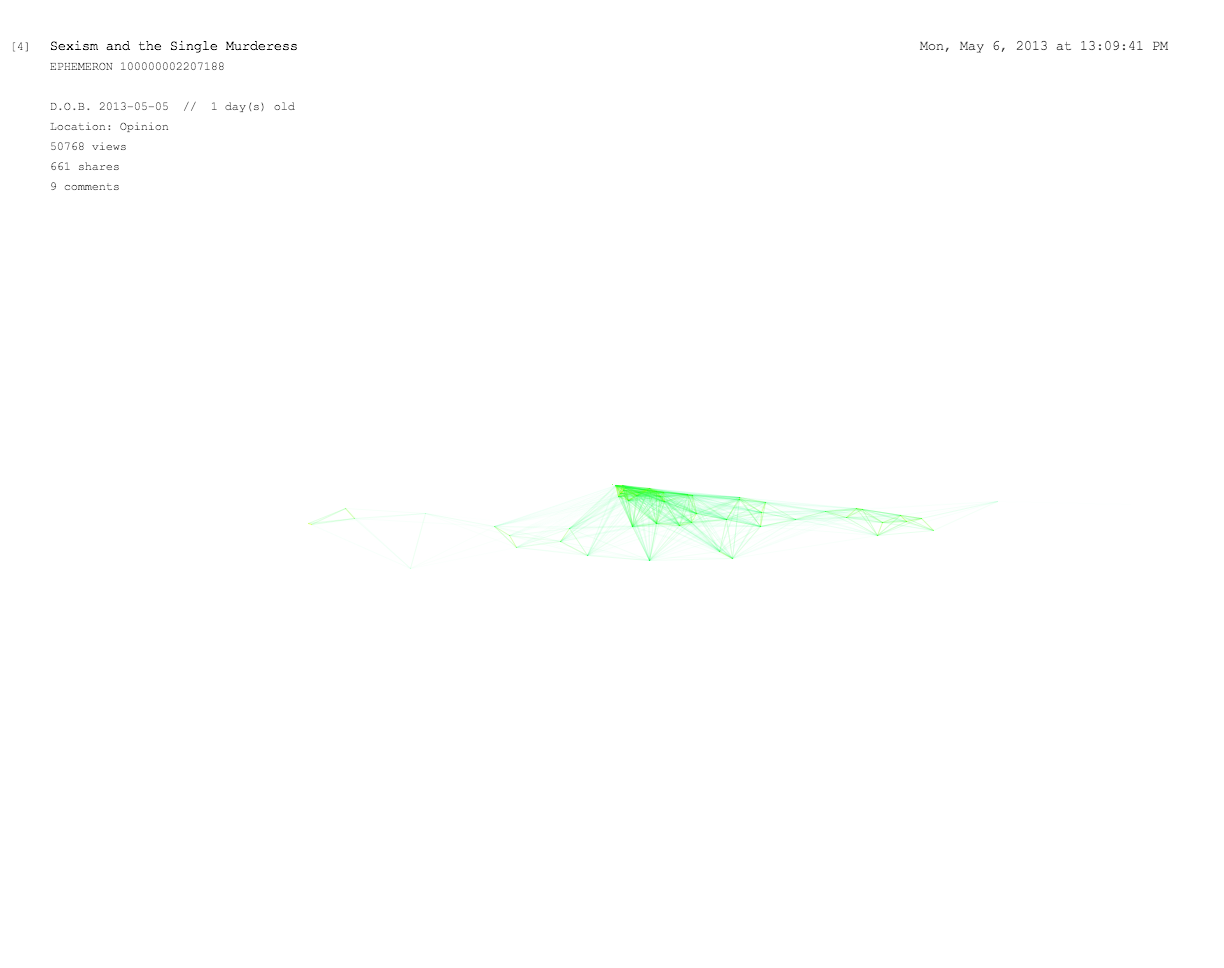 [4] Sexism and the Single Murderess Mon, May 6, 2013 at 13:09:41 PM
EPHEMERON 100000002207188
D.O.B. 2013-05-05 // 1 day(s) old
Location: Opinion
50768 views
661 shares
9 comments